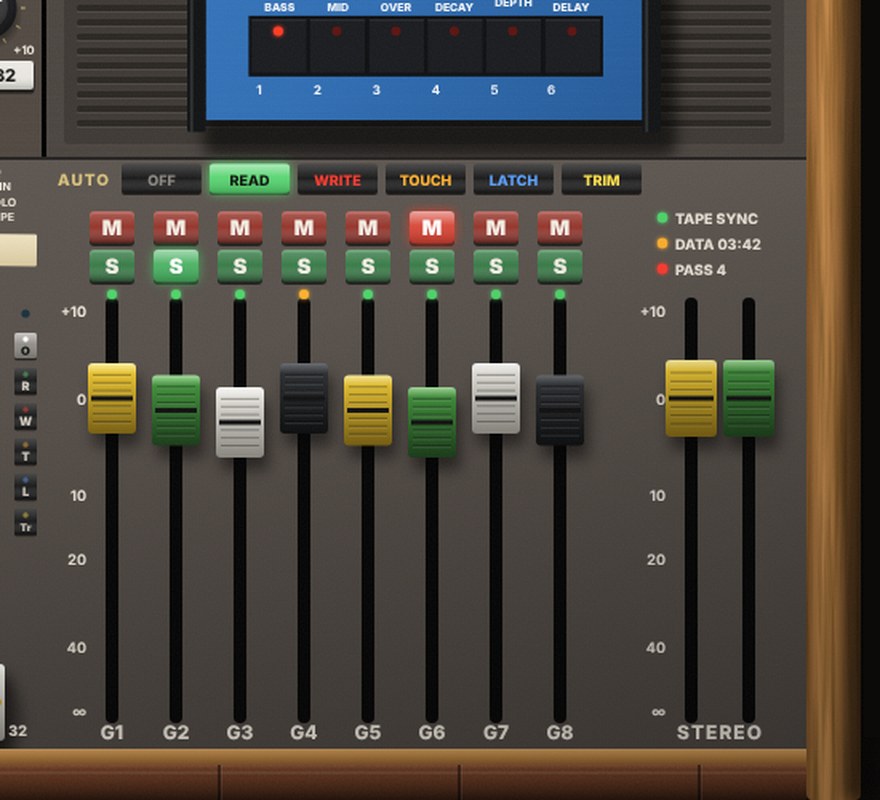 BASS MID OVER DECAY DEPTH DELAY
+10
32
1 2 3 4 5 6
AUTO OFF READ WRITE TOUCH LATCH TRIM
M M M M M M M M
S S S S S S S S
TAPE SYNC
DATA 03:42
PASS 4
+10 +10
O
R
0 0
W
T
L
10 10
Tr
20 20
40 40
∞ ∞
32
G1 G2 G3 G4 G5 G6 G7 G8 STEREO